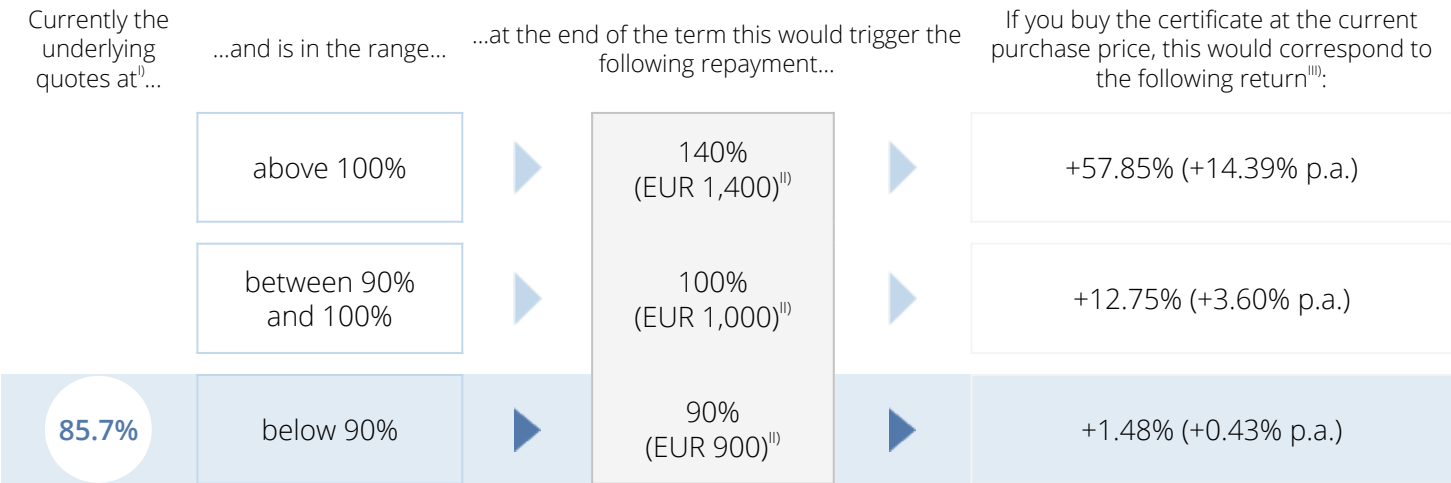 Currently the
underlying
quotes at^I)...
...and is in the range...
...at the end of the term this would trigger the
following repayment...
If you buy the certificate at the current
purchase price, this would correspond to
the following return^III):
above 100%
140%
(EUR 1,400)^II)
+57.85% (+14.39% p.a.)
between 90%
and 100%
100%
(EUR 1,000)^II)
+12.75% (+3.60% p.a.)
85.7%
below 90%
90%
(EUR 900)^II)
+1.48% (+0.43% p.a.)